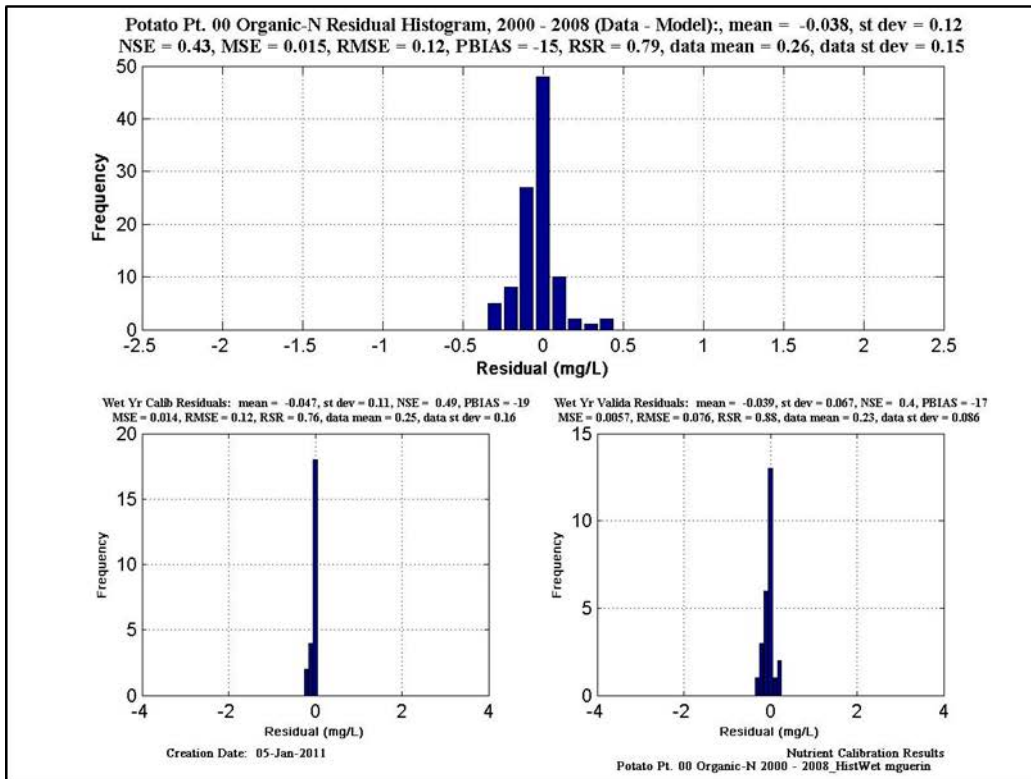 Potato Pt. 00 Organic-N Residual Histogram, 2000 - 2008 (Data - Model):, mean = -0.038, st dev = 0.12
NSE = 0.43, MSE = 0.015, RMSE = 0.12, PBIAS = -15, RSR = 0.79, data mean = 0.26, data st dev = 0.15
50
40
30
20
10
0
Frequency
-2.5 -2 -1.5 -1 -0.5 0 0.5 1 1.5 2 2.5
Residual (mg/L)
Wet Yr Calib Residuals: mean = -0.047, st dev = 0.11, NSE = 0.49, PBIAS = -19
MSE = 0.014, RMSE = 0.12, RSR = 0.76, data mean = 0.25, data st dev = 0.16
20
15
10
5
0
Frequency
-4 -2 0 2 4
Residual (mg/L)
Creation Date: 05-Jan-2011
Wet Yr Valida Residuals: mean = -0.039, st dev = 0.067, NSE = 0.4, PBIAS = -17
MSE = 0.0057, RMSE = 0.076, RSR = 0.88, data mean = 0.23, data st dev = 0.086
15
10
5
0
Frequency
-4 -2 0 2 4
Residual (mg/L)
Nutrient Calibration Results
Potato Pt. 00 Organic-N 2000 - 2008_HistWet mguerin